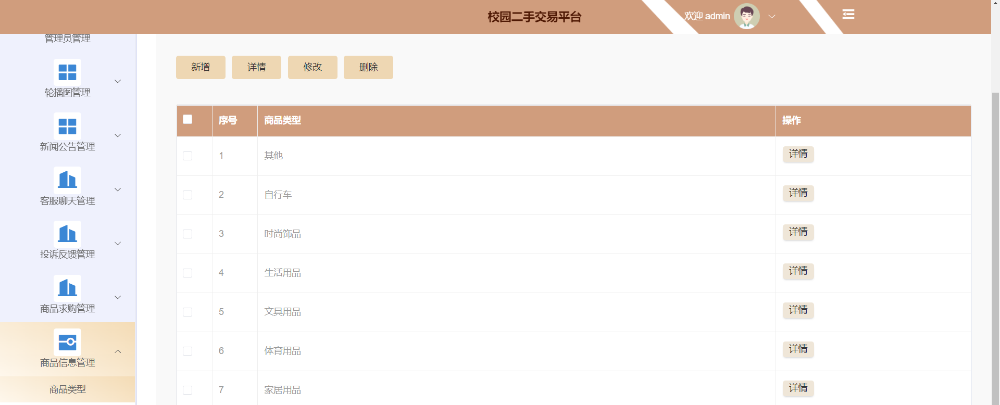 校园二手交易平台
欢迎 admin
管理员管理
轮播图管理
新闻公告管理
客服聊天管理
投诉反馈管理
商品求购管理
商品信息管理
商品类型
新增 详情 修改 删除
序号 商品类型 操作
1 其他 详情
2 自行车 详情
3 时尚饰品 详情
4 生活用品 详情
5 文具用品 详情
6 体育用品 详情
7 家居用品 详情